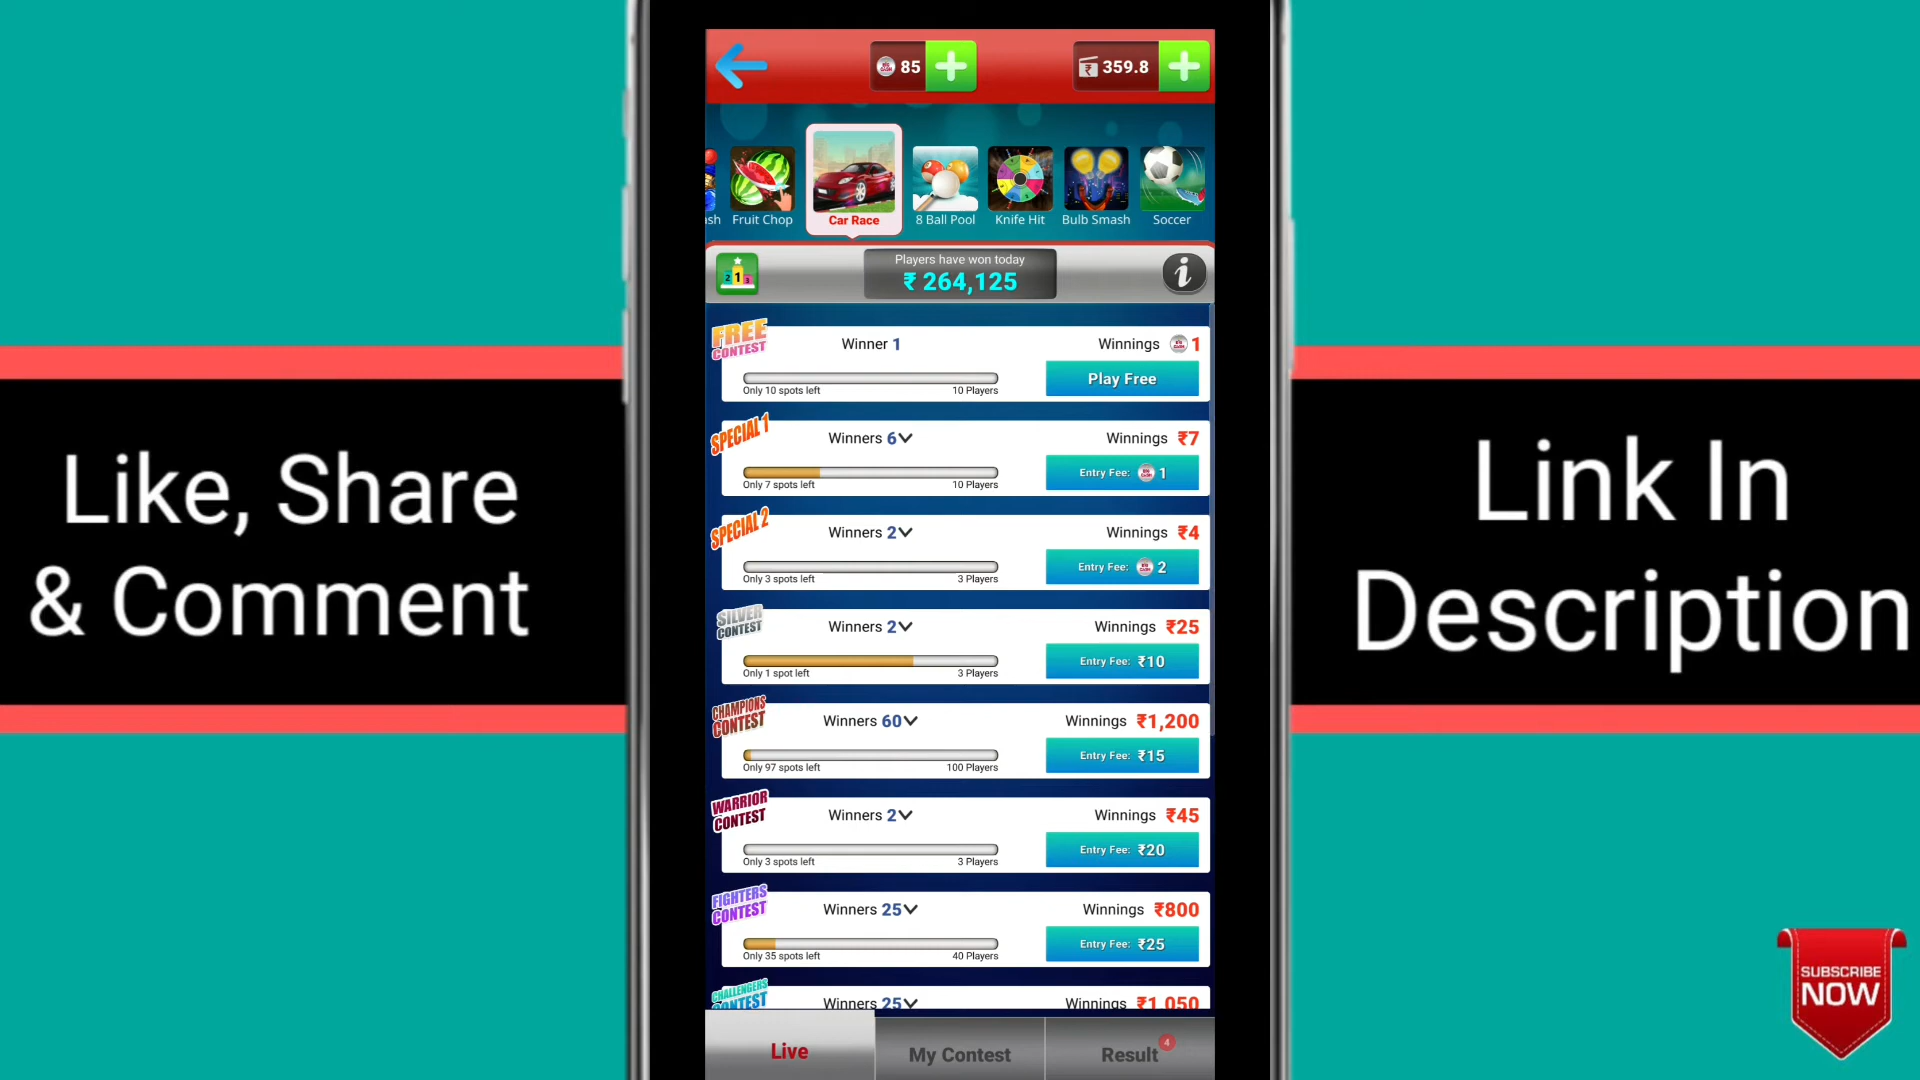 85
359.8
ash
Fruit Chop
Car Race
8 Ball Pool
Knife Hit
Bulb Smash
Soccer
Players have won today
₹ 264,125
FREE CONTEST
Winner 1
Winnings 1
Only 10 spots left
10 Players
Play Free
SPECIAL 1
Winners 6
Winnings ₹7
Only 7 spots left
10 Players
Entry Fee: 1
SPECIAL 2
Winners 2
Winnings ₹4
Only 3 spots left
3 Players
Entry Fee: 2
SILVER CONTEST
Winners 2
Winnings ₹25
Only 1 spot left
3 Players
Entry Fee: ₹10
CHAMPIONS CONTEST
Winners 60
Winnings ₹1,200
Only 97 spots left
100 Players
Entry Fee: ₹15
WARRIOR CONTEST
Winners 2
Winnings ₹45
Only 3 spots left
3 Players
Entry Fee: ₹20
FIGHTERS CONTEST
Winners 25
Winnings ₹800
Only 35 spots left
40 Players
Entry Fee: ₹25
CHALLENGERS CONTEST
Winners 25
Winnings ₹1,050
Live
My Contest
Result 4
Like, Share
& Comment
Link In
Description
SUBSCRIBE
NOW